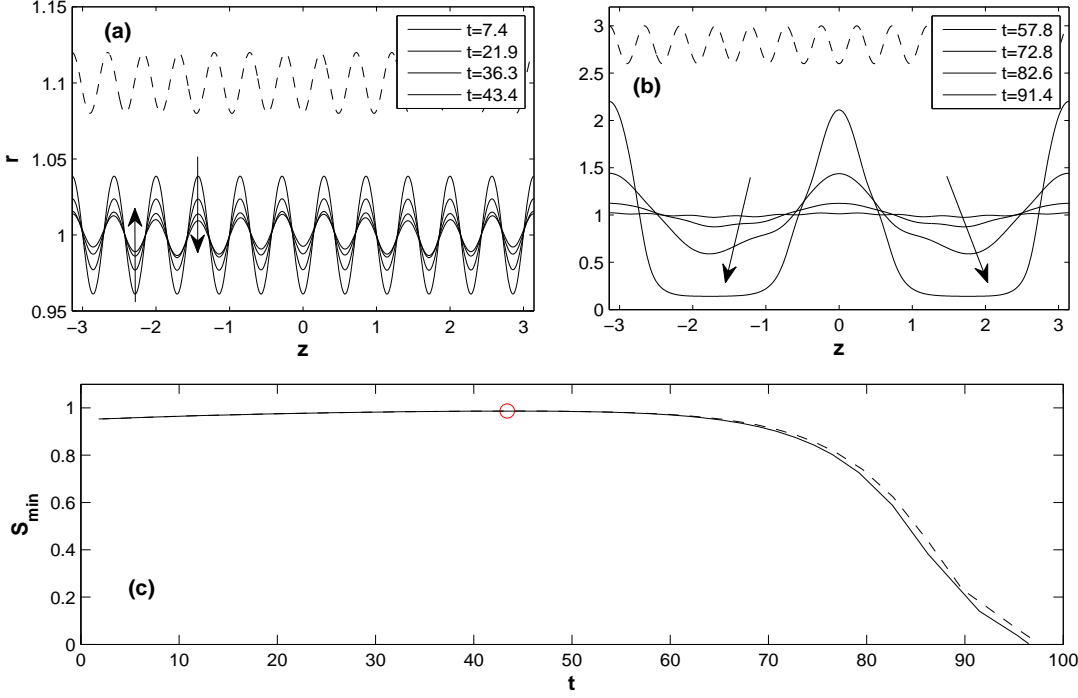 (a)
t=7.4
t=21.9
t=36.3
t=43.4
1.15
1.1
1.05
1
0.95
r
−3 −2 −1 0 1 2 3
z
(b)
t=57.8
t=72.8
t=82.6
t=91.4
3
2.5
2
1.5
1
0.5
0
−3 −2 −1 0 1 2 3
z
(c)
1
0.8
0.6
0.4
0.2
0
S_min
0 10 20 30 40 50 60 70 80 90 100
t